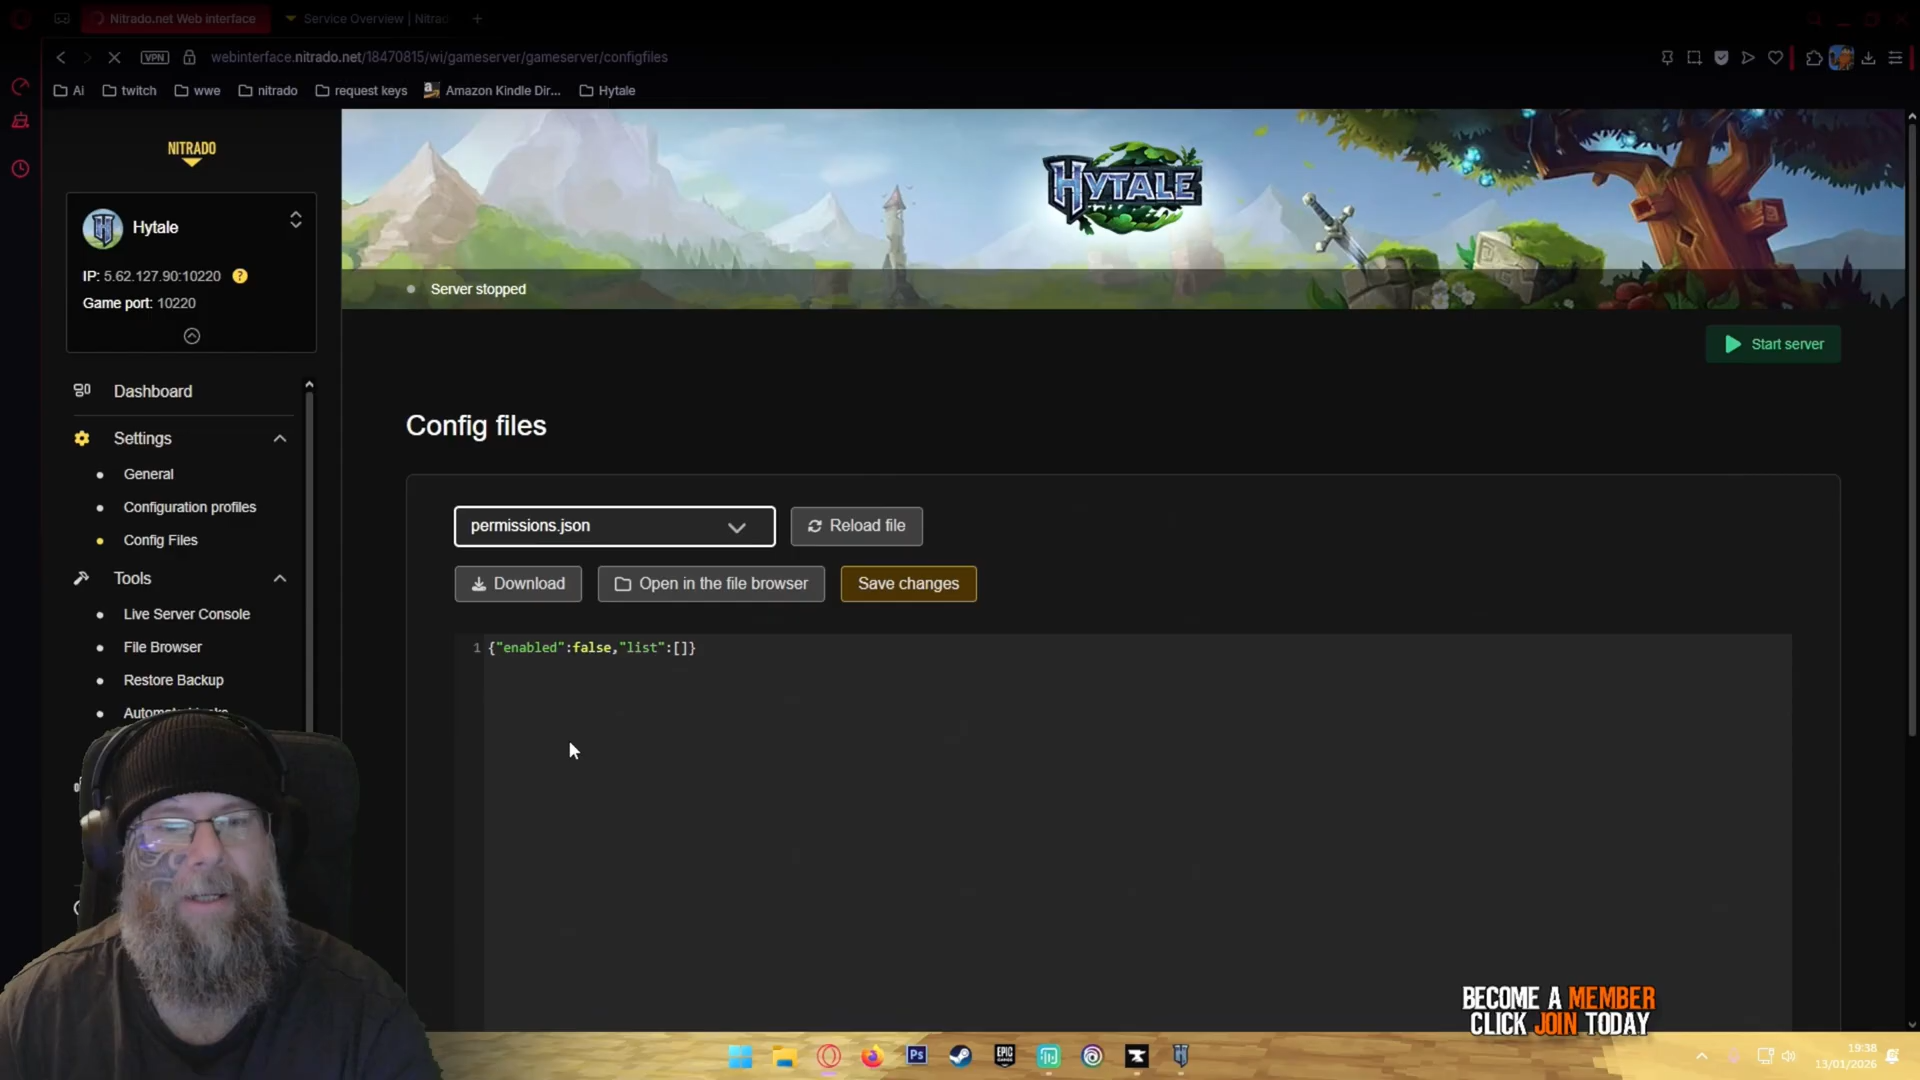 Nitrado.net Web interface
Service Overview | Nitrad
VPN
webinterface.nitrado.net/18470815/wi/gameserver/gameserver/configfiles
Ai
twitch
wwe
nitrado
request keys
Amazon Kindle Dir...
Hytale
NITRADO
Hytale
IP: 5.62.127.90:10220
?
Game port: 10220
HYTALE
Server stopped
Start server
Dashboard
Settings
General
Configuration profiles
Config Files
Tools
Live Server Console
File Browser
Restore Backup
Config files
permissions.json
Reload file
Download
Open in the file browser
Save changes
1 {"enabled":false,"list":[]}
BECOME A MEMBER
CLICK JOIN TODAY
Ps
EPIC GAMES
19:38
13/01/2026